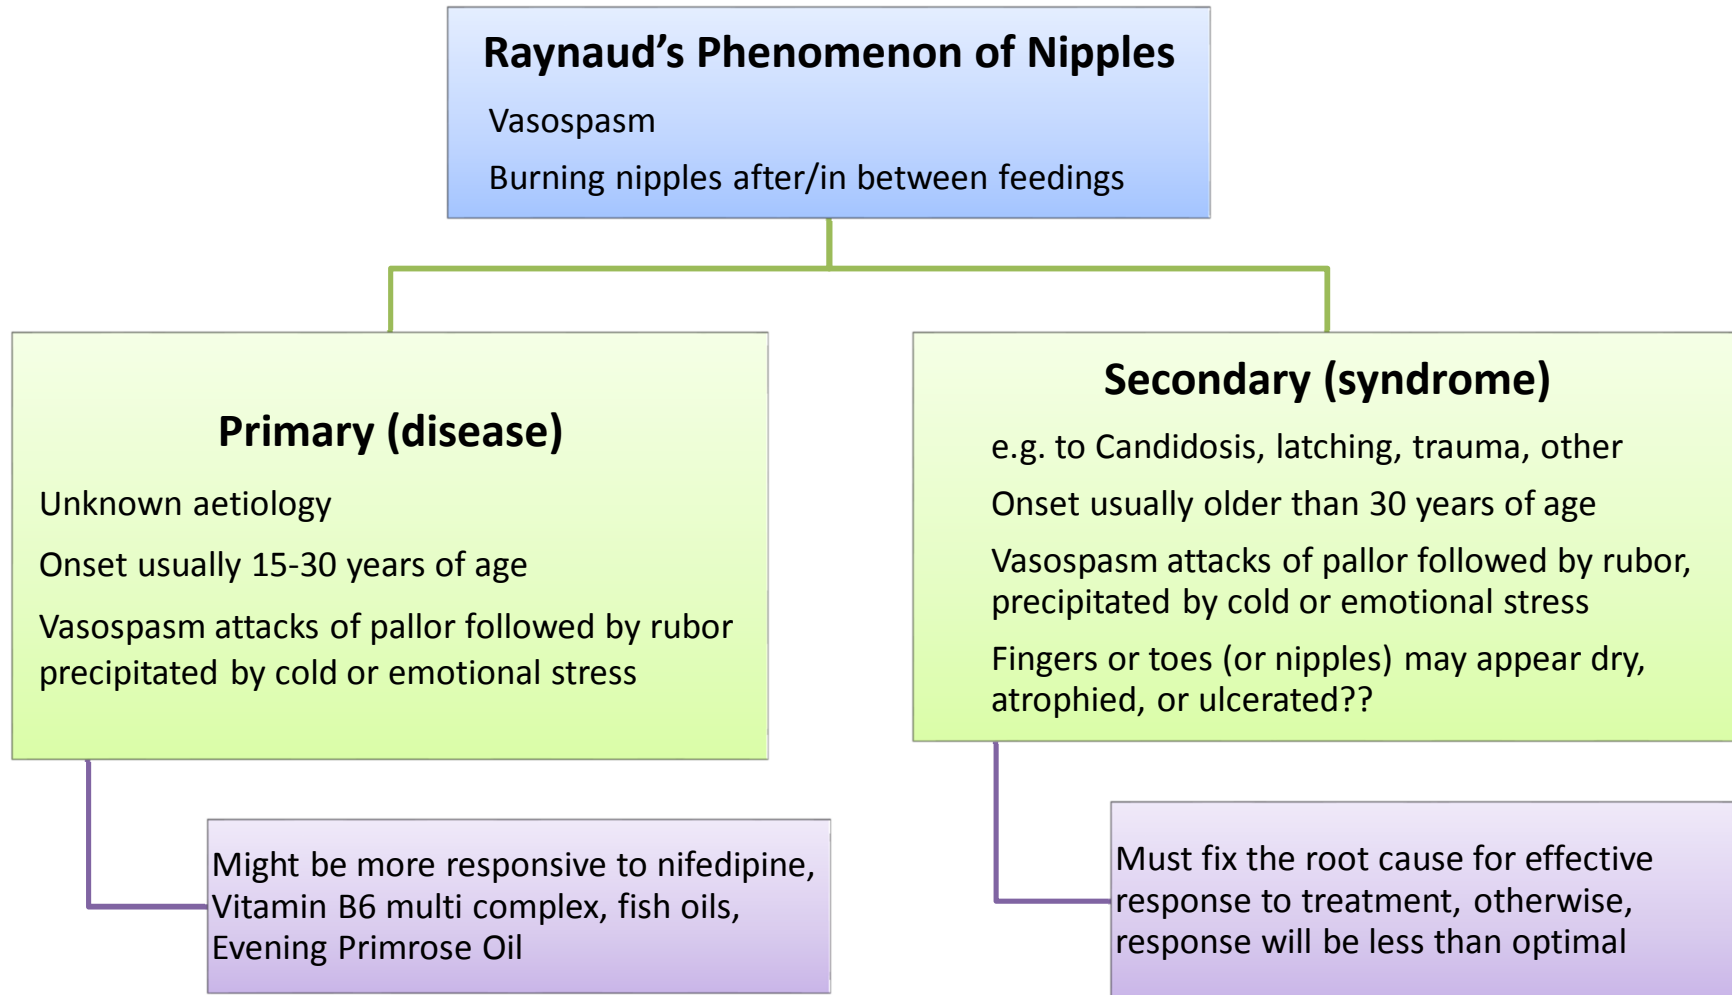 Raynaud’s Phenomenon of Nipples
Vasospasm
Burning nipples after/in between feedings
Primary (disease)
Unknown aetiology
Onset usually 15-30 years of age
Vasospasm attacks of pallor followed by rubor
precipitated by cold or emotional stress
Might be more responsive to nifedipine,
Vitamin B6 multi complex, fish oils,
Evening Primrose Oil
Secondary (syndrome)
e.g. to Candidosis, latching, trauma, other
Onset usually older than 30 years of age
Vasospasm attacks of pallor followed by rubor,
precipitated by cold or emotional stress
Fingers or toes (or nipples) may appear dry,
atrophied, or ulcerated??
Must fix the root cause for effective
response to treatment, otherwise,
response will be less than optimal